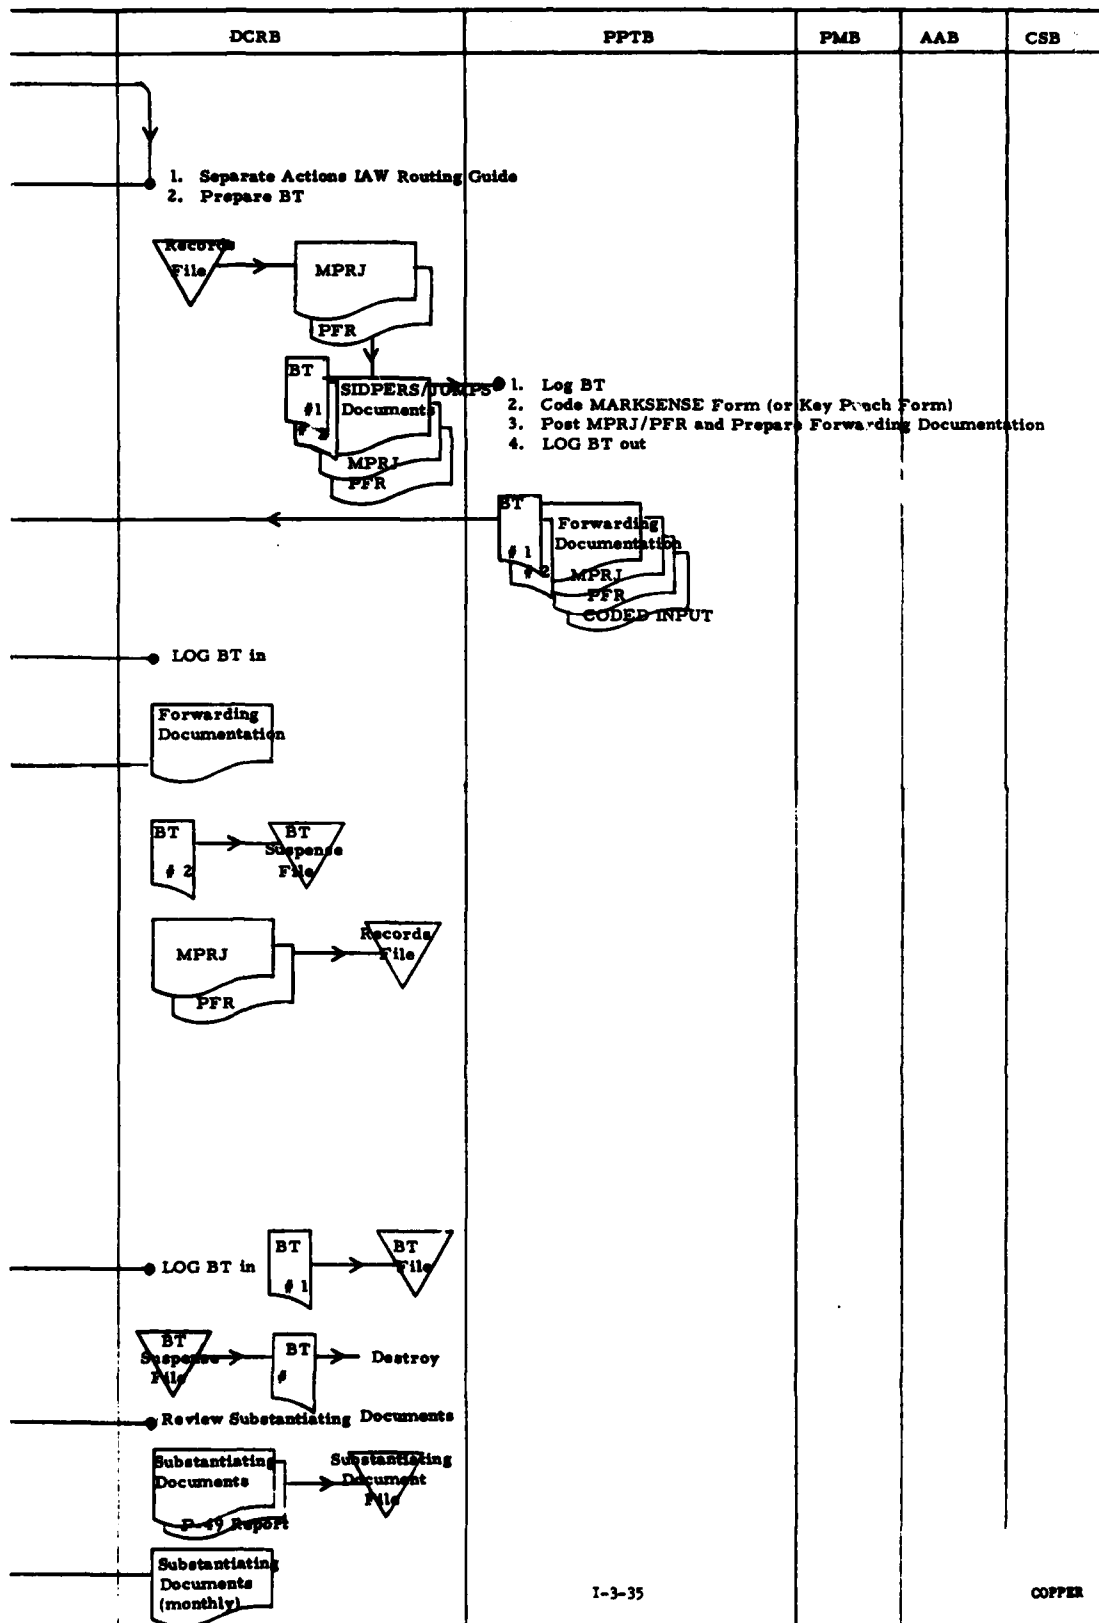 DCRB PPTB PMB AAB CSB
1. Separate Actions IAW Routing Guide
2. Prepare BT
Records
File
MPRJ
PFR
BT
#1
#
SIDPERS/JUMPS
Documents
MPRJ
PFR
1. Log BT
2. Code MARKSENSE Form (or Key Punch Form)
3. Post MPRJ/PFR and Prepare Forwarding Documentation
4. LOG BT out
BT
# 1
# 2
Forwarding
Documentation
MPRJ
PFR
CODED INPUT
LOG BT in
Forwarding
Documentation
BT
# 2
BT
Suspense
File
MPRJ
PFR
Records
File
LOG BT in
BT
# 1
BT
File
BT
Suspense
File
BT
#
Destroy
Review Substantiating Documents
Substantiating
Documents
P-49 Report
Substantiating
Document
File
Substantiating
Documents
(monthly)
I-3-35
COPPER